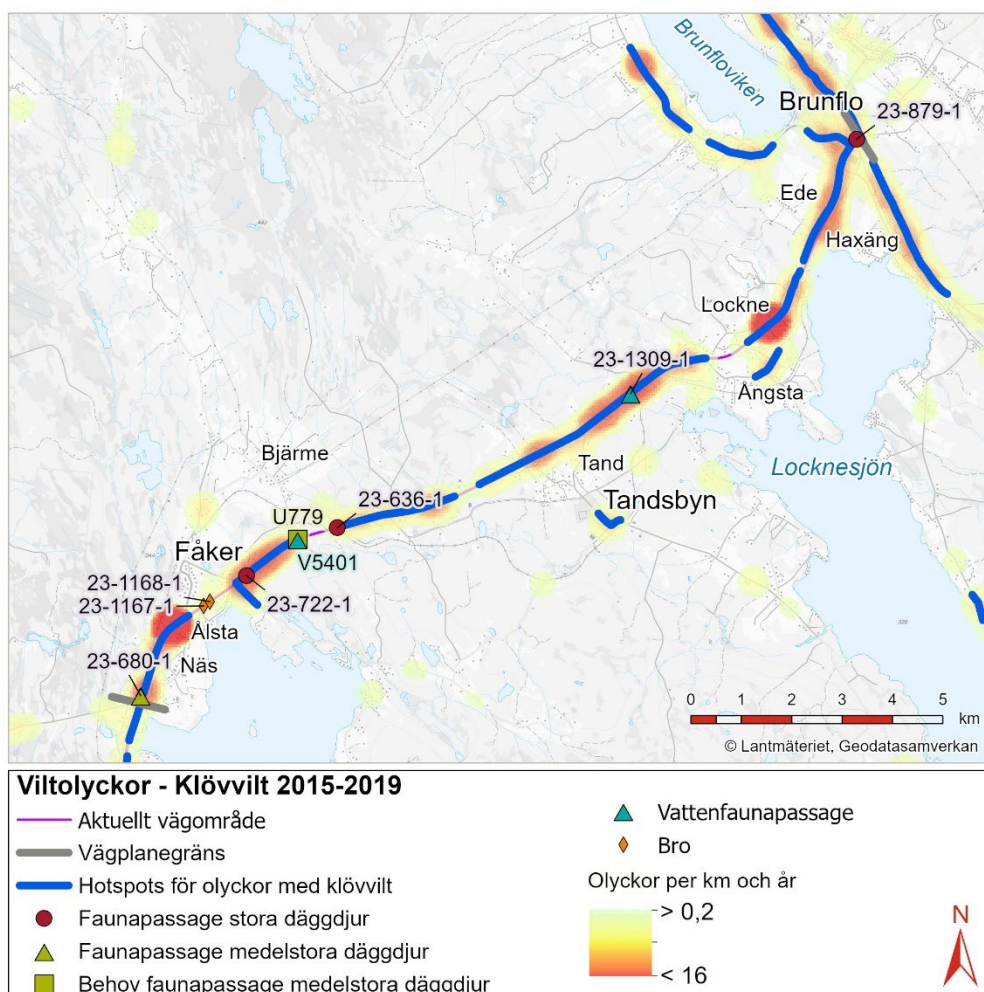 Brunfloviken
Brunflo
23-879-1
Ede
Haxäng
Lockne
23-1309-1
Ångsta
Bjärme
Tand
Locknesjön
23-636-1
Tandsbyn
U779
V5401
Fåker
23-1168-1
23-722-1
23-1167-1
Ålsta
Näs
23-680-1
0 1 2 3 4 5
km
© Lantmäteriet, Geodatasamverkan
Viltolyckor - Klövvilt 2015-2019
Aktuellt vägområde
Vägplanegräns
Hotspots för olyckor med klövvilt
Faunapassage stora däggdjur
Faunapassage medelstora däggdjur
Behov faunapassage medelstora däggdjur
Vattenfaunapassage
Bro
Olyckor per km och år
> 0,2
< 16
N